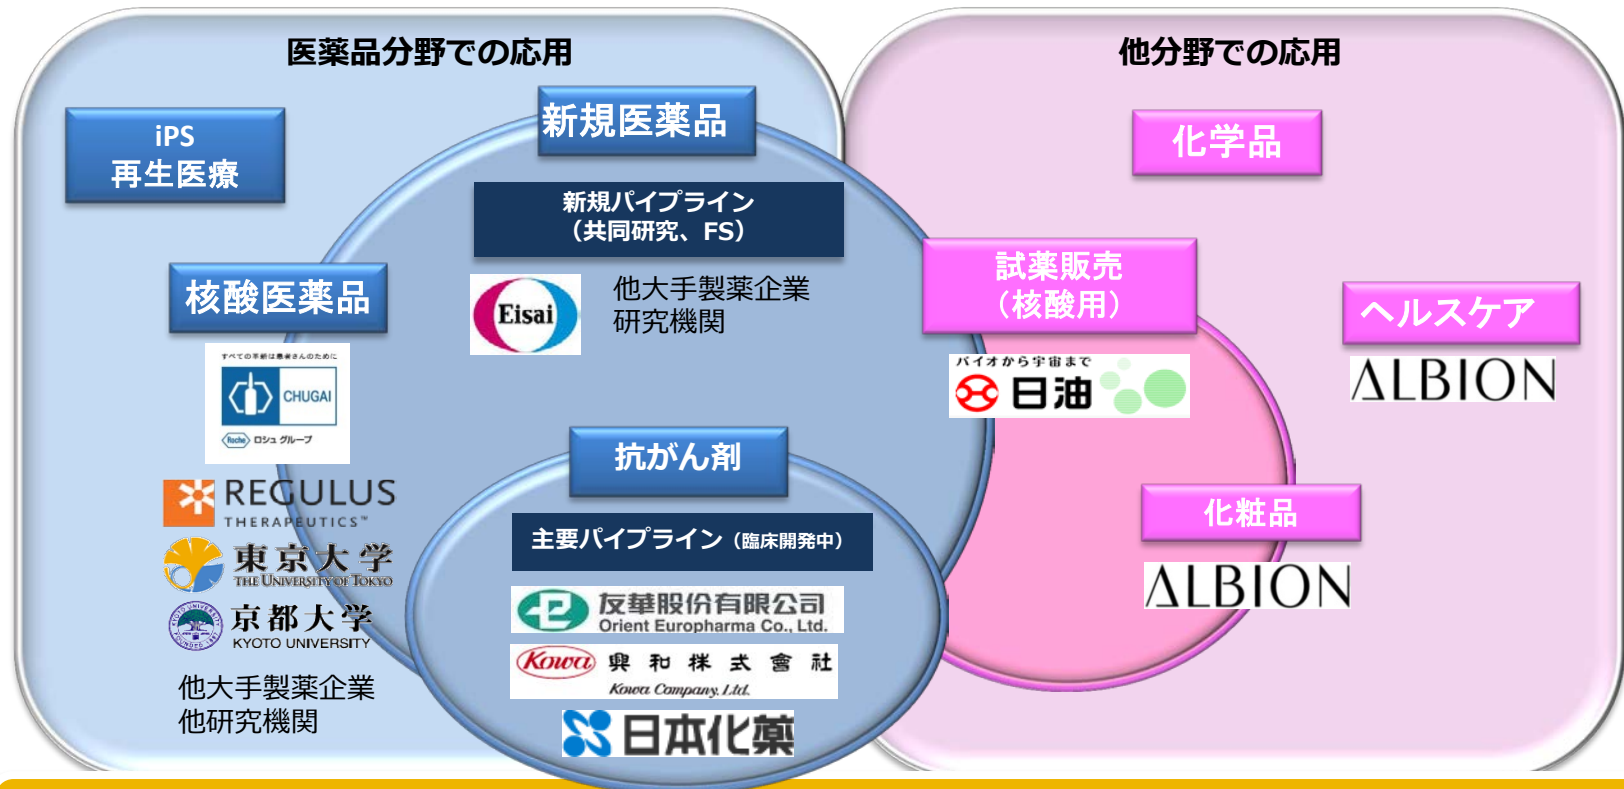 医薬品分野での応用
iPS
再生医療
新規医薬品
新規パイプライン
（共同研究、FS）
Eisai
他大手製薬企業
研究機関
核酸医薬品
すべての革新は患者さんのために
CHUGAI
Roche ロシュ グループ
REGULUS
THERAPEUTICS™
東京大学
THE UNIVERSITY OF TOKYO
京都大学
KYOTO UNIVERSITY
他大手製薬企業
他研究機関
抗がん剤
主要パイプライン（臨床開発中）
友華股份有限公司
Orient Europharma Co., Ltd.
Kowa 興和株式會社
Kowa Company, Ltd.
日本化薬
他分野での応用
化学品
試薬販売
（核酸用）
バイオから宇宙まで
日油
ヘルスケア
ALBION
化粧品
ALBION